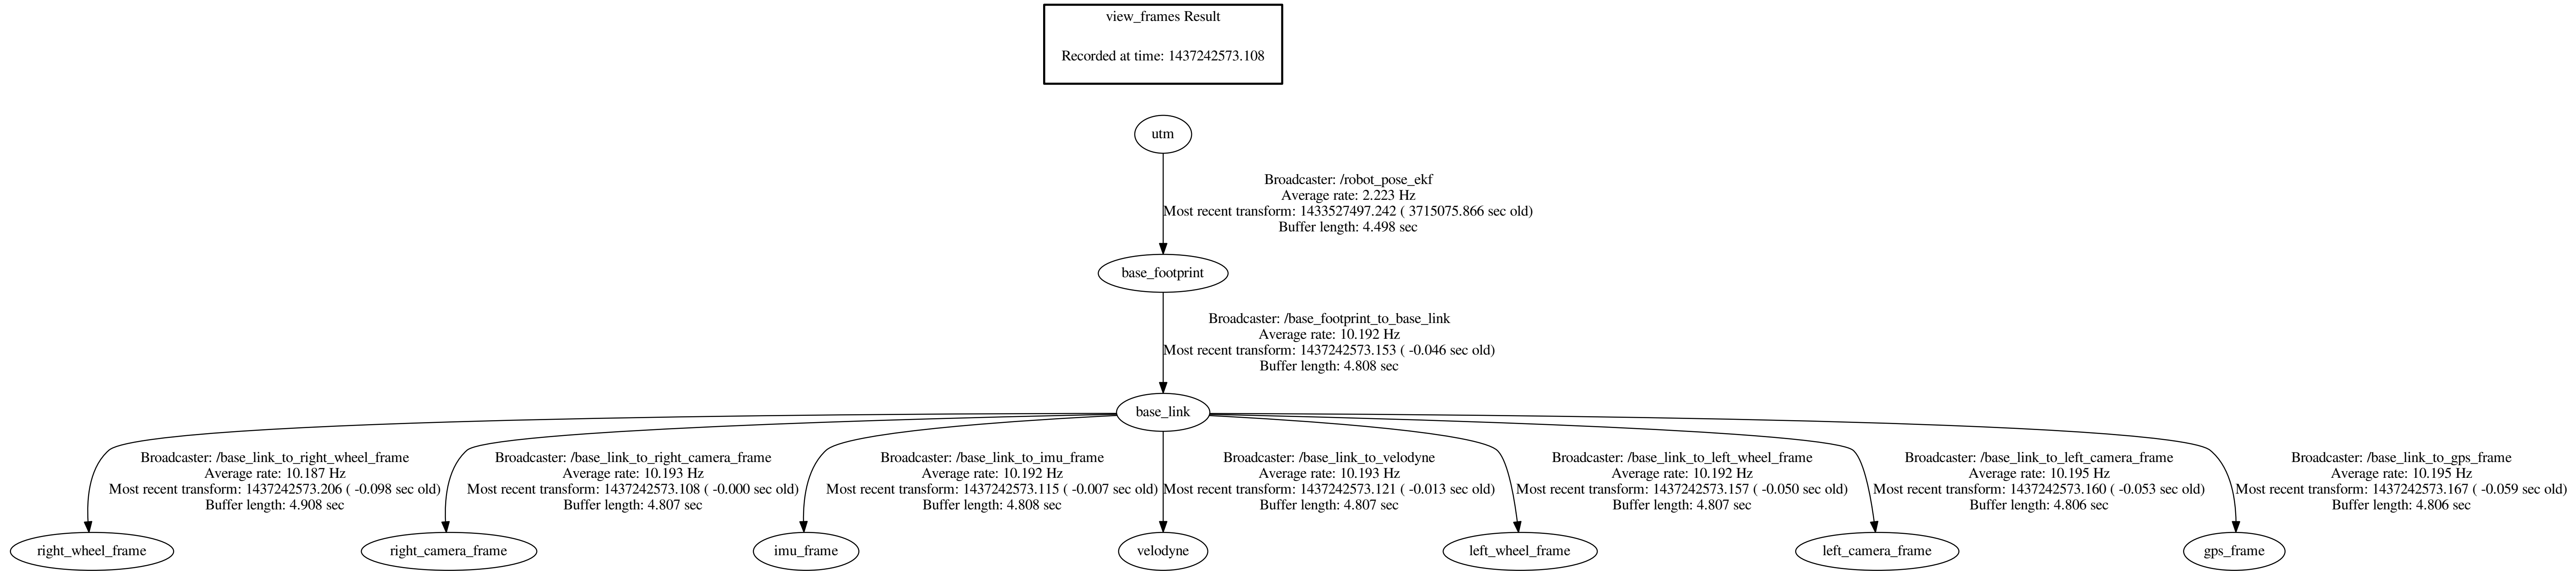 view_frames Result
Recorded at time: 1437242573.108
utm
Broadcaster: /robot_pose_ekf
Average rate: 2.223 Hz
Most recent transform: 1433527497.242 ( 3715075.866 sec old)
Buffer length: 4.498 sec
base_footprint
Broadcaster: /base_footprint_to_base_link
Average rate: 10.192 Hz
Most recent transform: 1437242573.153 ( -0.046 sec old)
Buffer length: 4.808 sec
base_link
Broadcaster: /base_link_to_right_wheel_frame
Average rate: 10.187 Hz
Most recent transform: 1437242573.206 ( -0.098 sec old)
Buffer length: 4.908 sec
Broadcaster: /base_link_to_right_camera_frame
Average rate: 10.193 Hz
Most recent transform: 1437242573.108 ( -0.000 sec old)
Buffer length: 4.807 sec
Broadcaster: /base_link_to_imu_frame
Average rate: 10.192 Hz
Most recent transform: 1437242573.115 ( -0.007 sec old)
Buffer length: 4.808 sec
Broadcaster: /base_link_to_velodyne
Average rate: 10.193 Hz
Most recent transform: 1437242573.121 ( -0.013 sec old)
Buffer length: 4.807 sec
Broadcaster: /base_link_to_left_wheel_frame
Average rate: 10.192 Hz
Most recent transform: 1437242573.157 ( -0.050 sec old)
Buffer length: 4.807 sec
Broadcaster: /base_link_to_left_camera_frame
Average rate: 10.195 Hz
Most recent transform: 1437242573.160 ( -0.053 sec old)
Buffer length: 4.806 sec
Broadcaster: /base_link_to_gps_frame
Average rate: 10.195 Hz
Most recent transform: 1437242573.167 ( -0.059 sec old)
Buffer length: 4.806 sec
right_wheel_frame
right_camera_frame
imu_frame
velodyne
left_wheel_frame
left_camera_frame
gps_frame